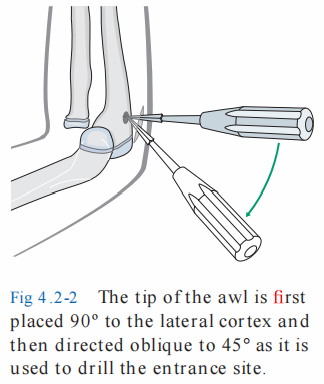 Fig 4.2-2 The tip of the awl is first
placed 90° to the lateral cortex and
then directed oblique to 45° as it is
used to drill the entrance site.